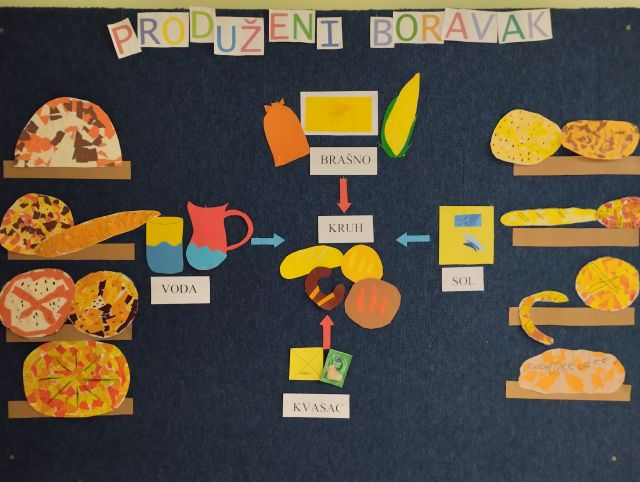 PRODUŽENI BORAVAK
BRAŠNO
KRUH
VODA
SOL
KVASAC